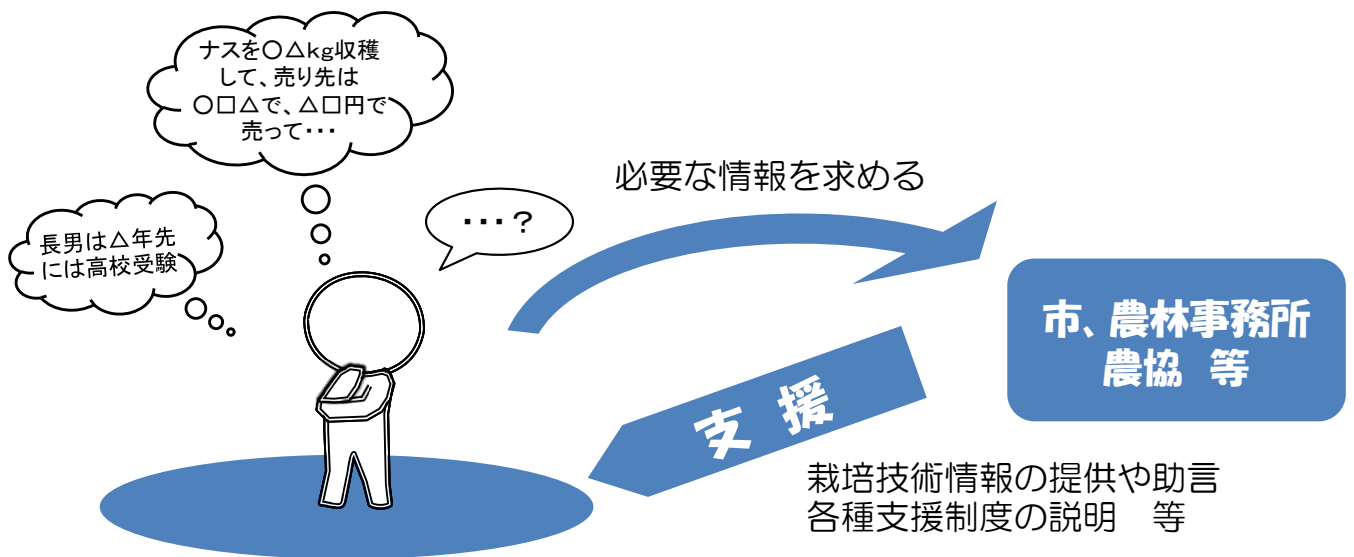 ナスを○△kg収穫
して、売り先は
○□△で、△□円で
売って･･･
長男は△年先
には高校受験
･･･？
必要な情報を求める
市、農林事務所
農協　等
支　援
栽培技術情報の提供や助言
各種支援制度の説明　等